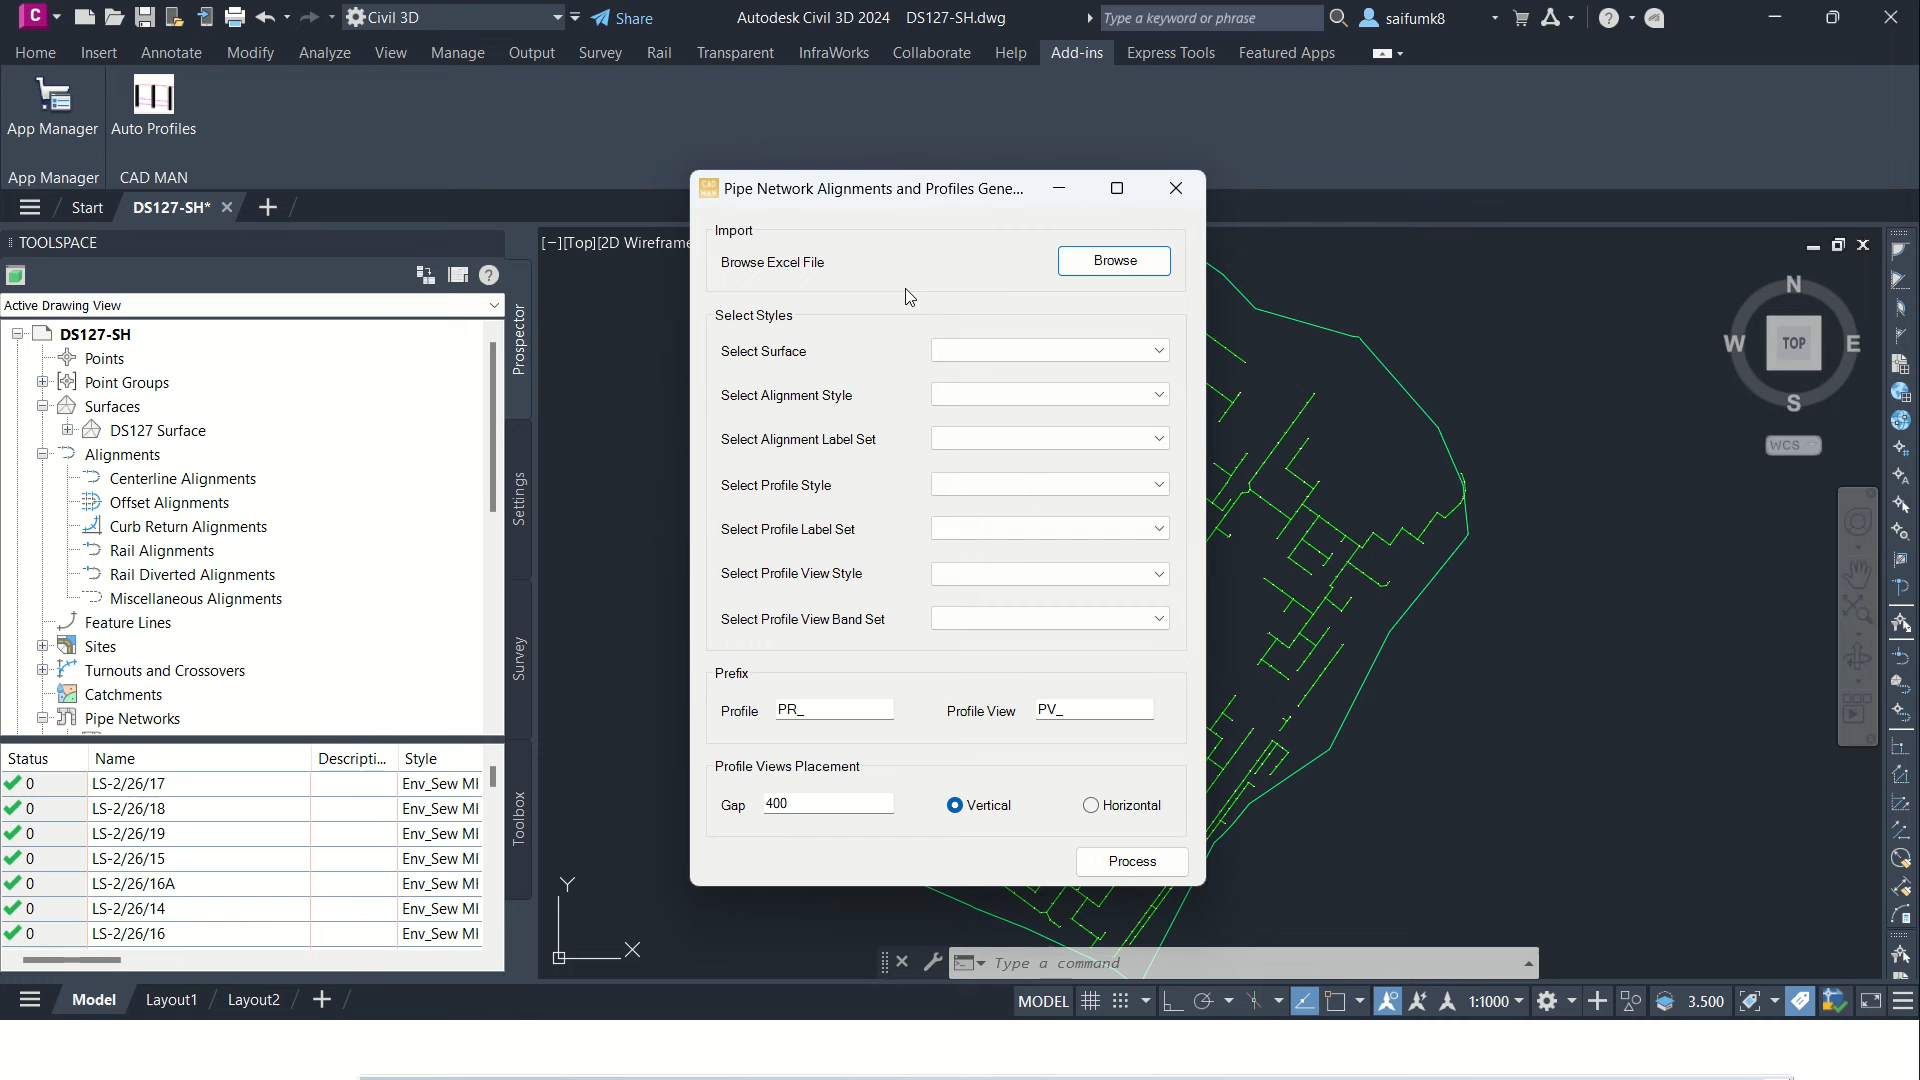 C
Civil 3D
Share
Autodesk Civil 3D 2024 DS127-SH.dwg
Type a keyword or phrase
saifumk8
Home Insert Annotate Modify Analyze View Manage Output Survey Rail Transparent InfraWorks Collaborate Help Add-ins Express Tools Featured Apps
App Manager
Auto Profiles
App Manager
CAD MAN
Start
DS127-SH*
TOOLSPACE
Active Drawing View
DS127-SH
Points
Point Groups
Surfaces
DS127 Surface
Alignments
Centerline Alignments
Offset Alignments
Curb Return Alignments
Rail Alignments
Rail Diverted Alignments
Miscellaneous Alignments
Feature Lines
Sites
Turnouts and Crossovers
Catchments
Pipe Networks
Prospector
Settings
Survey
Toolbox
Status Name Descripti... Style
0 LS-2/26/17 Env_Sew MI
0 LS-2/26/18 Env_Sew MI
0 LS-2/26/19 Env_Sew MI
0 LS-2/26/15 Env_Sew MI
0 LS-2/26/16A Env_Sew MI
0 LS-2/26/14 Env_Sew MI
0 LS-2/26/16 Env_Sew MI
[−][Top][2D Wirefram
CAD MAN
Pipe Network Alignments and Profiles Gene...
Import
Browse Excel File
Browse
Select Styles
Select Surface
Select Alignment Style
Select Alignment Label Set
Select Profile Style
Select Profile Label Set
Select Profile View Style
Select Profile View Band Set
Prefix
Profile PR_ Profile View PV_
Profile Views Placement
Gap 400 Vertical Horizontal
Process
N
W TOP E
S
WCS
Y
X
Type a command
Model Layout1 Layout2
MODEL 1:1000 3.500